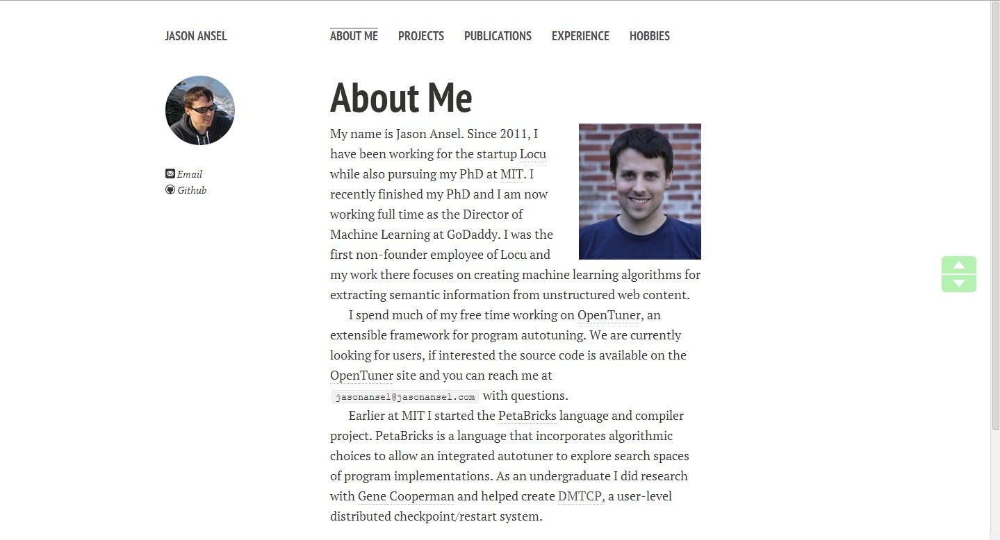 JASON ANSEL
ABOUT ME PROJECTS PUBLICATIONS EXPERIENCE HOBBIES
Email
Github
About Me
My name is Jason Ansel. Since 2011, I
have been working for the startup Locu
while also pursuing my PhD at MIT. I
recently finished my PhD and I am now
working full time as the Director of
Machine Learning at GoDaddy. I was the
first non-founder employee of Locu and
my work there focuses on creating machine learning algorithms for
extracting semantic information from unstructured web content.
I spend much of my free time working on OpenTuner, an
extensible framework for program autotuning. We are currently
looking for users, if interested the source code is available on the
OpenTuner site and you can reach me at
jasonansel@jasonansel.com with questions.
Earlier at MIT I started the PetaBricks language and compiler
project. PetaBricks is a language that incorporates algorithmic
choices to allow an integrated autotuner to explore search spaces
of program implementations. As an undergraduate I did research
with Gene Cooperman and helped create DMTCP, a user-level
distributed checkpoint/restart system.